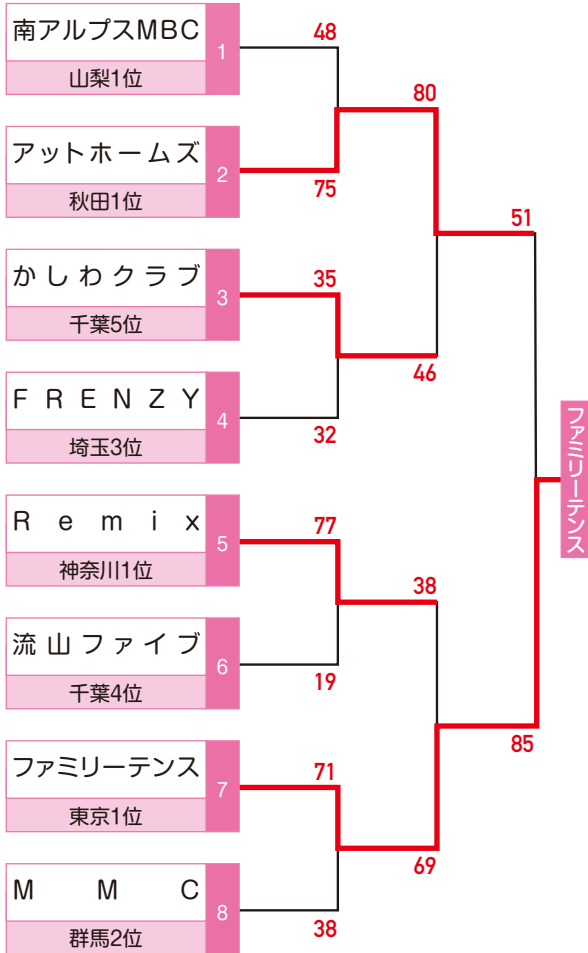 南アルプスMBC
山梨1位
1
アットホームズ
秋田1位
2
かしわクラブ
千葉5位
3
FRENZY
埼玉3位
4
Remix
神奈川1位
5
流山ファイブ
千葉4位
6
ファミリーテンス
東京1位
7
MMC
群馬2位
8
48
75
35
32
77
19
71
38
80
46
38
69
51
85
ファミリーテンス